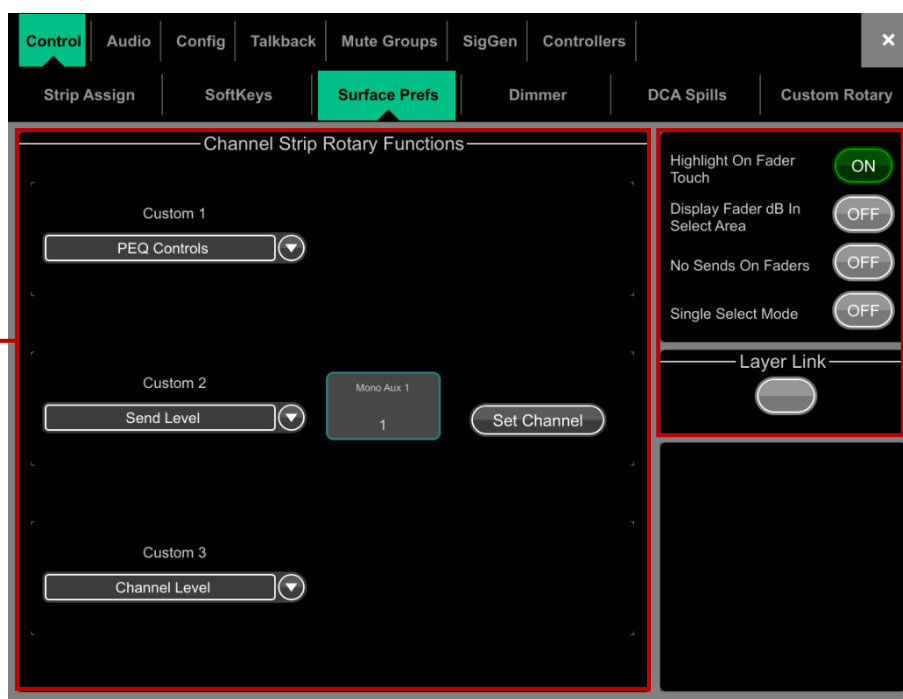 Control Audio Config Talkback Mute Groups SigGen Controllers ×
Strip Assign SoftKeys Surface Prefs Dimmer DCA Spills Custom Rotary
Channel Strip Rotary Functions
Custom 1
PEQ Controls
Custom 2
Send Level
Mono Aux 1
1
Set Channel
Custom 3
Channel Level
Highlight On Fader
Touch
ON
Display Fader dB In
Select Area
OFF
No Sends On Faders
OFF
Single Select Mode
OFF
Layer Link